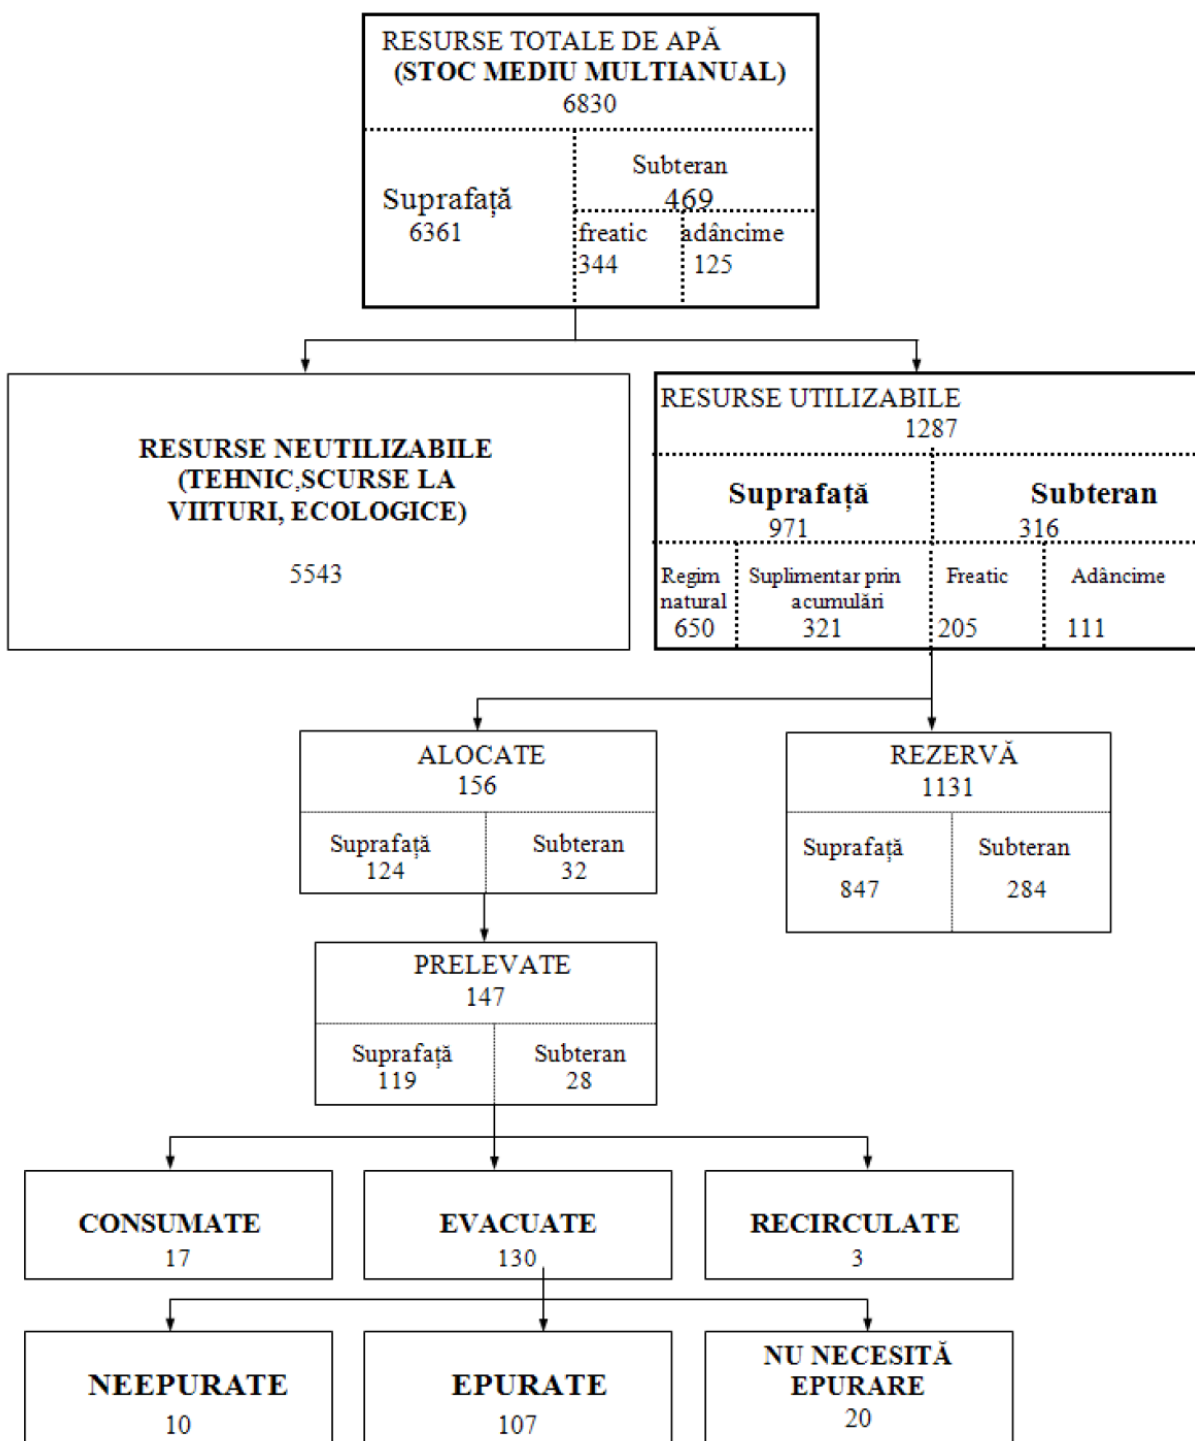 RESURSE TOTALE DE APĂ
(STOC MEDIU MULTIANUAL)
6830
Suprafață
6361
Subteran
469
freatic
344
adâncime
125
RESURSE NEUTILIZABILE
(TEHNIC,SCURSE LA
VIITURI, ECOLOGICE)
5543
RESURSE UTILIZABILE
1287
Suprafață
971
Subteran
316
Regim
natural
650
Suplimentar prin
acumulări
321
Freatic
205
Adâncime
111
ALOCATE
156
Suprafață
124
Subteran
32
REZERVĂ
1131
Suprafață
847
Subteran
284
PRELEVATE
147
Suprafață
119
Subteran
28
CONSUMATE
17
EVACUATE
130
RECIRCULATE
3
NEEPURATE
10
EPURATE
107
NU NECESITĂ
EPURARE
20